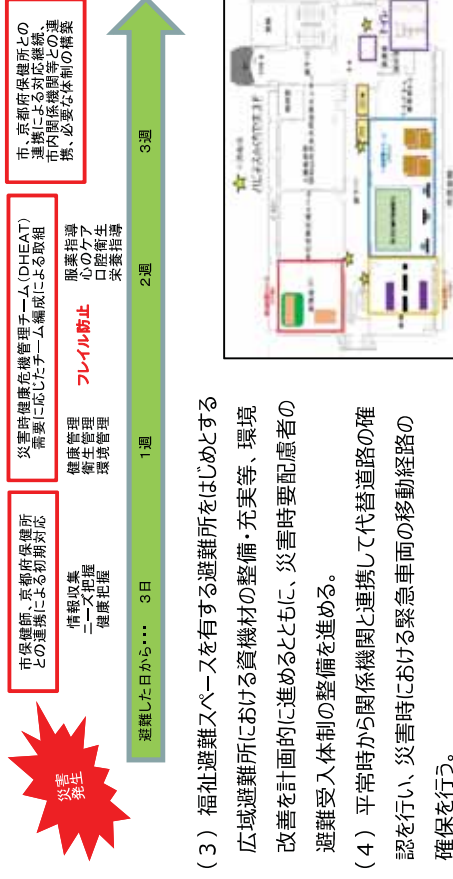 災害
発生
市保健師、京都府保健所
との連携による初期対応
災害時健康危機管理チーム(DHEAT)
需要に応じたチーム編成による取組
市、京都府保健所との
連携による対応継続、
市内関係機関等との連
携、必要な体制の構築
情報収集
ニーズ把握
健康把握
健康管理
衛生管理
環境管理
フレイル防止
服薬指導
心のケア
口腔衛生
栄養指導
避難した日から・・・ 3日 1週 2週 3週
(3) 福祉避難スペースを有する避難所をはじめとする
広域避難所における資機材の整備・充実等、環境
改善を計画的に進めるとともに、災害時要配慮者の
避難受入体制の整備を進める。
(4) 平常時から関係機関と連携して代替道路の確
認を行い、災害時における緊急車両の移動経路の
確保を行う。